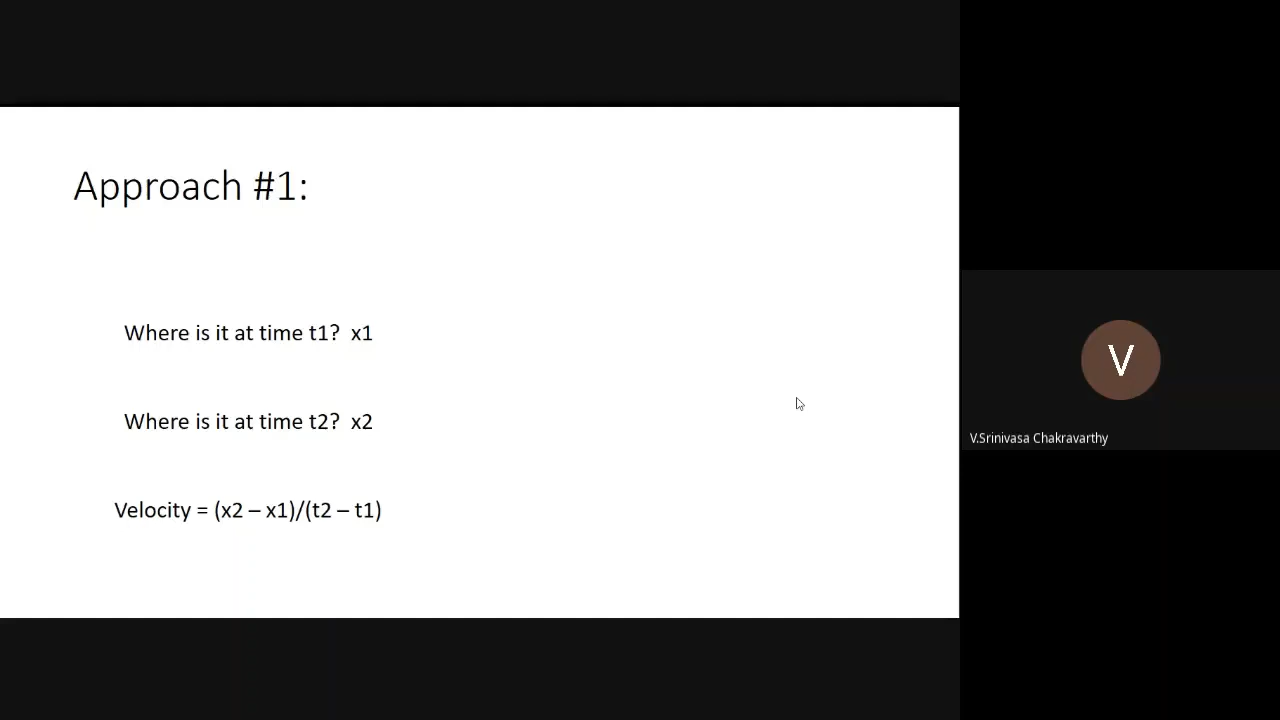 Approach #1:
Where is it at time t1?  x1
Where is it at time t2?  x2
Velocity = (x2 – x1)/(t2 – t1)
V
V.Srinivasa Chakravarthy